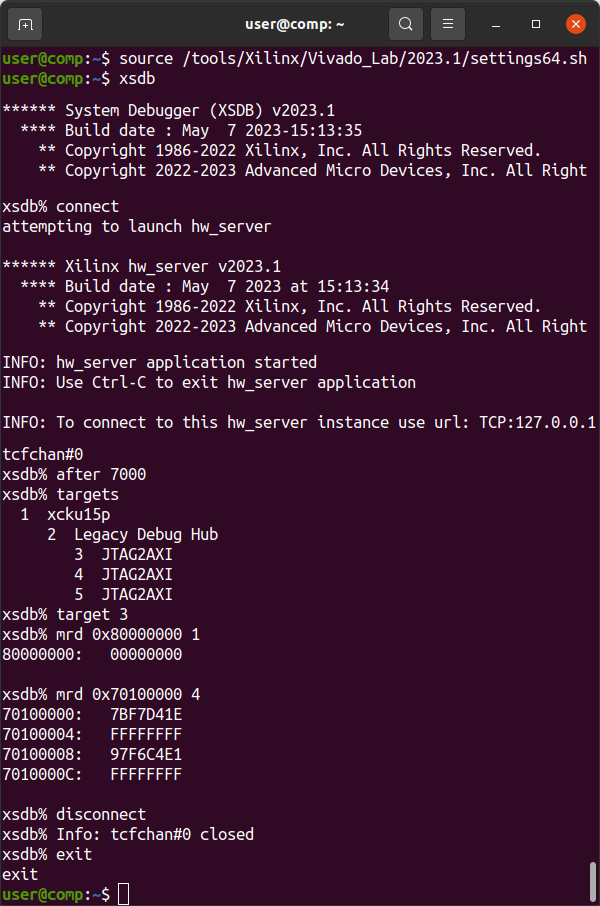 user@comp: ~
user@comp:~$ source /tools/Xilinx/Vivado_Lab/2023.1/settings64.sh
user@comp:~$ xsdb
****** System Debugger (XSDB) v2023.1
  **** Build date : May  7 2023-15:13:35
    ** Copyright 1986-2022 Xilinx, Inc. All Rights Reserved.
    ** Copyright 2022-2023 Advanced Micro Devices, Inc. All Right
xsdb% connect
attempting to launch hw_server
****** Xilinx hw_server v2023.1
  **** Build date : May  7 2023 at 15:13:34
    ** Copyright 1986-2022 Xilinx, Inc. All Rights Reserved.
    ** Copyright 2022-2023 Advanced Micro Devices, Inc. All Right
INFO: hw_server application started
INFO: Use Ctrl-C to exit hw_server application
INFO: To connect to this hw_server instance use url: TCP:127.0.0.1
tcfchan#0
xsdb% after 7000
xsdb% targets
  1  xcku15p
     2  Legacy Debug Hub
        3  JTAG2AXI
        4  JTAG2AXI
        5  JTAG2AXI
xsdb% target 3
xsdb% mrd 0x80000000 1
80000000:   00000000
xsdb% mrd 0x70100000 4
70100000:   7BF7D41E
70100004:   FFFFFFFF
70100008:   97F6C4E1
7010000C:   FFFFFFFF
xsdb% disconnect
xsdb% Info: tcfchan#0 closed
xsdb% exit
exit
user@comp:~$